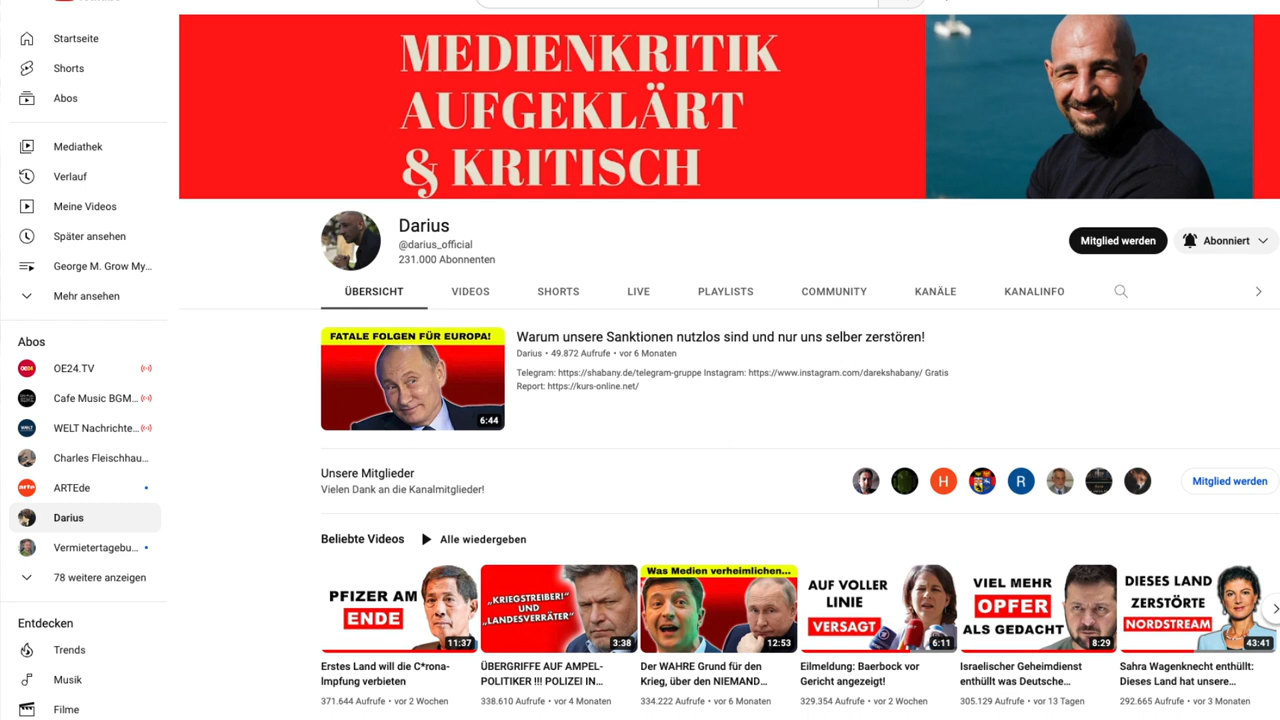 Startseite
Shorts
Abos
Mediathek
Verlauf
Meine Videos
Später ansehen
George M. Grow My...
Mehr ansehen
Abos
OE24.TV
Cafe Music BGM...
WELT Nachrichte...
Charles Fleischhau...
ARTEde
Darius
Vermietertagebu...
78 weitere anzeigen
Entdecken
Trends
Musik
Filme
MEDIENKRITIK
AUFGEKLÄRT
& KRITISCH
Darius
@darius_official
231.000 Abonnenten
Mitglied werden
Abonniert
ÜBERSICHT
VIDEOS
SHORTS
LIVE
PLAYLISTS
COMMUNITY
KANÄLE
KANALINFO
FATALE FOLGEN FÜR EUROPA!
6:44
Warum unsere Sanktionen nutzlos sind und nur uns selber zerstören!
Darius • 49.872 Aufrufe • vor 6 Monaten
Telegram: https://shabany.de/telegram-gruppe Instagram: https://www.instagram.com/darekshabany/ Gratis
Report: https://kurs-online.net/
Unsere Mitglieder
Vielen Dank an die Kanalmitglieder!
H
R
Mitglied werden
Beliebte Videos
Alle wiedergeben
PFIZER AM
ENDE
11:37
Erstes Land will die C*rona-
Impfung verbieten
371.644 Aufrufe • vor 2 Wochen
„KRIEGSTREIBER!“
UND
„LANDESVERRÄTER“
3:38
ÜBERGRIFFE AUF AMPEL-
POLITIKER !!! POLIZEI IN...
338.610 Aufrufe • vor 4 Monaten
Was Medien verheimlichen...
12:53
Der WAHRE Grund für den
Krieg, über den NIEMAND...
334.222 Aufrufe • vor 6 Monaten
AUF VOLLER
LINIE
VERSAGT
6:11
Eilmeldung: Baerbock vor
Gericht angezeigt!
329.354 Aufrufe • vor 2 Wochen
VIEL MEHR
OPFER
ALS GEDACHT
8:29
Israelischer Geheimdienst
enthüllt was Deutsche...
305.129 Aufrufe • vor 13 Tagen
DIESES LAND
ZERSTÖRTE
NORDSTREAM
43:41
Sahra Wagenknecht enthüllt:
Dieses Land hat unsere...
292.665 Aufrufe • vor 3 Monaten